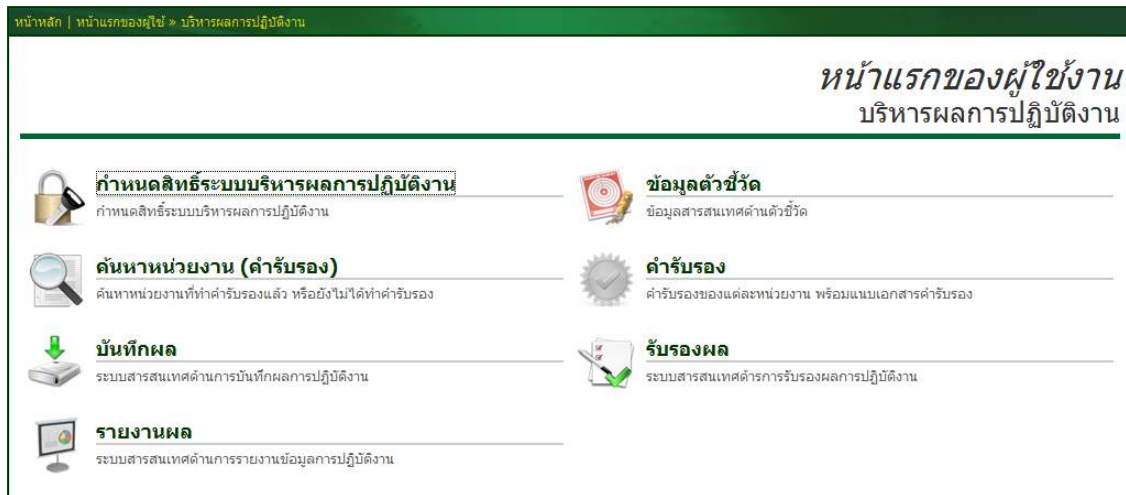 หน้าหลัก | หน้าแรกของผู้ใช้ » บริหารผลการปฏิบัติงาน
หน้าแรกของผู้ใช้งาน
บริหารผลการปฏิบัติงาน
กำหนดสิทธิ์ระบบบริหารผลการปฏิบัติงาน
กำหนดสิทธิ์ระบบบริหารผลการปฏิบัติงาน
ข้อมูลตัวชี้วัด
ข้อมูลสารสนเทศด้านตัวชี้วัด
ค้นหาหน่วยงาน (คำรับรอง)
ค้นหาหน่วยงานที่ทำคำรับรองแล้ว หรือยังไม่ได้ทำคำรับรอง
คำรับรอง
คำรับรองของแต่ละหน่วยงาน พร้อมแนบเอกสารคำรับรอง
บันทึกผล
ระบบสารสนเทศด้านการบันทึกผลการปฏิบัติงาน
รับรองผล
ระบบสารสนเทศด้ารการรับรองผลการปฏิบัติงาน
รายงานผล
ระบบสารสนเทศด้านการรายงานข้อมูลการปฏิบัติงาน